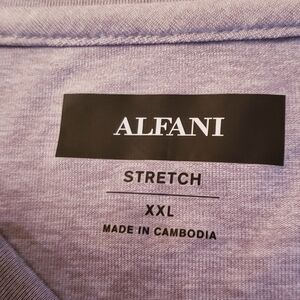 ALFANI
STRETCH
XXL
MADE IN CAMBODIA